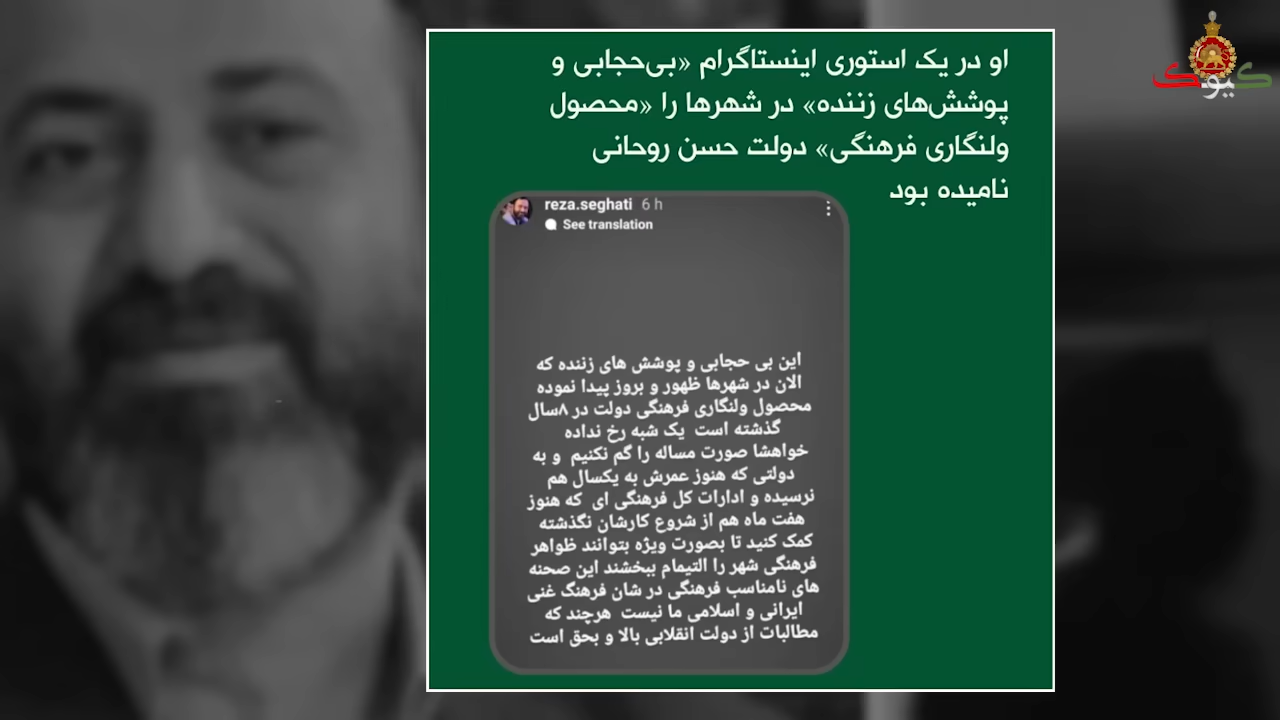 او در یک استوری اینستاگرام «بی‌حجابی و
پوشش‌های زننده» در شهرها را «محصول
ولنگاری فرهنگی» دولت حسن روحانی
نامیده بود
reza.seghati 6 h
See translation
این بی حجابی و پوشش های زننده که
الان در شهرها ظهور و بروز پیدا نموده
محصول ولنگاری فرهنگی دولت در ۸سال
گذشته است یک شبه رخ نداده
خواهشا صورت مساله را گم نکنیم و به
دولتی که هنوز عمرش به یکسال هم
نرسیده و ادارات کل فرهنگی ای که هنوز
هفت ماه هم از شروع کارشان نگذشته
کمک کنید تا بصورت ویژه بتوانند ظواهر
فرهنگی شهر را التیمام ببخشند این صحنه
های نامناسب فرهنگی در شان فرهنگ غنی
ایرانی و اسلامی ما نیست هرچند که
مطالبات از دولت انقلابی بالا و بحق است
کیوک